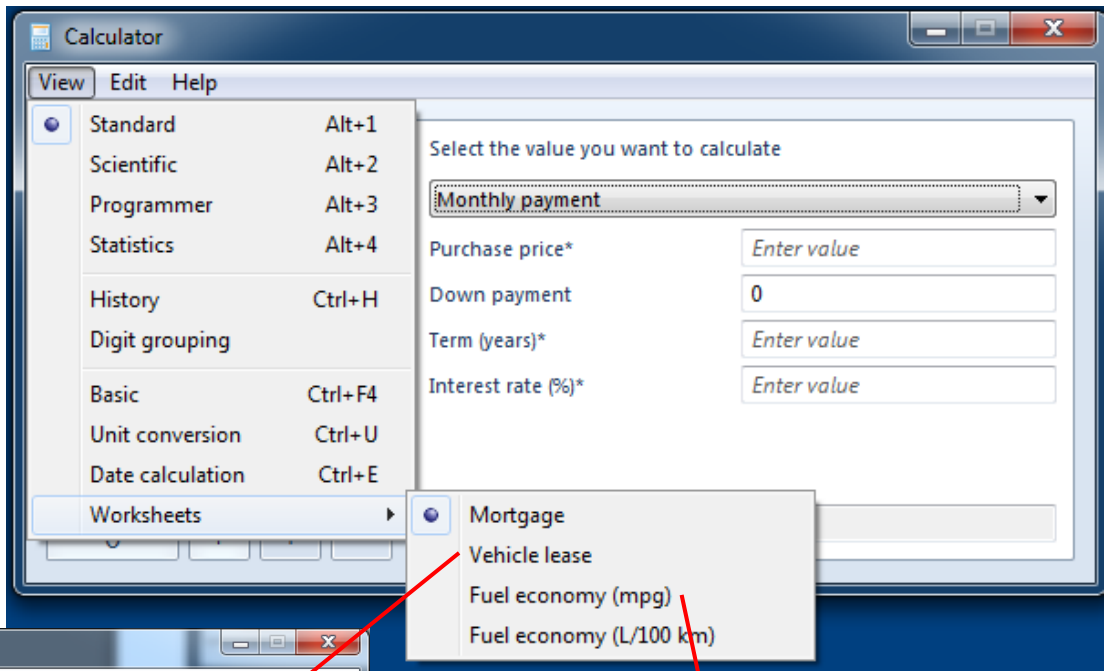 Calculator
View Edit Help
Standard Alt+1
Scientific Alt+2
Programmer Alt+3
Statistics Alt+4
History Ctrl+H
Digit grouping
Basic Ctrl+F4
Unit conversion Ctrl+U
Date calculation Ctrl+E
Worksheets
Select the value you want to calculate
Monthly payment
Purchase price* Enter value
Down payment 0
Term (years)* Enter value
Interest rate (%)* Enter value
Mortgage
Vehicle lease
Fuel economy (mpg)
Fuel economy (L/100 km)